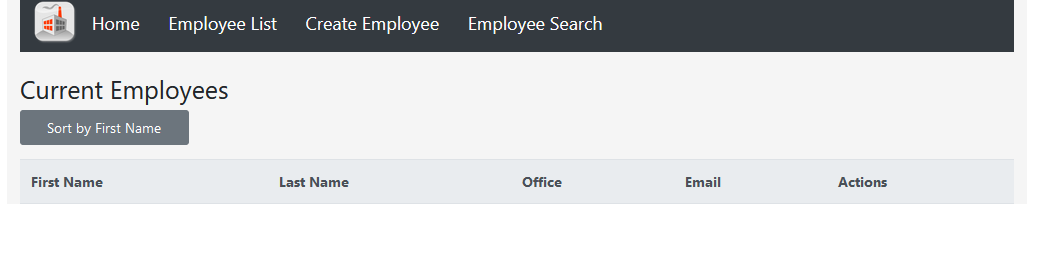 Home Employee List Create Employee Employee Search
Current Employees
Sort by First Name
First Name Last Name Office Email Actions